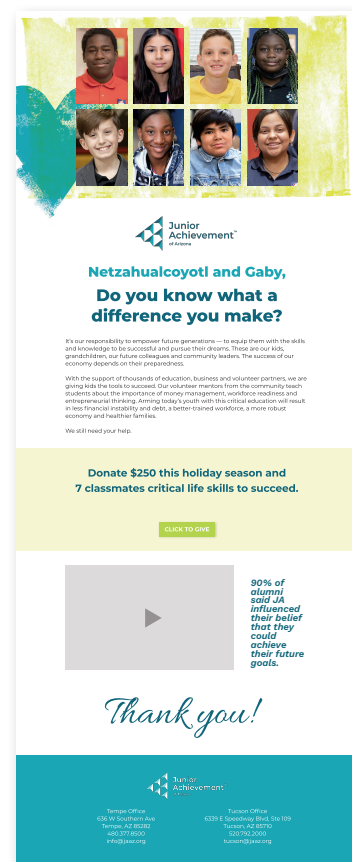 Junior
Achievement™
of Arizona
Netzahualcoyotl and Gaby,
Do you know what a
difference you make?
It's our responsibility to empower future generations — to equip them with the skills
and knowledge to be successful and pursue their dreams. These are our kids,
grandchildren, our future colleagues and community leaders. The success of our
economy depends on their preparedness.
With the support of thousands of education, business and volunteer partners, we are
giving kids the tools to succeed. Our volunteer mentors from the community teach
students about the importance of money management, workforce readiness and
entrepreneurial thinking. Arming today's youth with this critical education will result
in less financial instability and debt, a better-trained workforce, a more robust
economy and healthier families.
We still need your help.
Donate $250 this holiday season and
7 classmates critical life skills to succeed.
CLICK TO GIVE
90% of
alumni
said JA
influenced
their belief
that they
could
achieve
their future
goals.
Thank you!
Junior
Achievement
Tempe Office
636 W Southern Ave
Tempe, AZ 85282
480.377.8500
info@jaaz.org
Tucson Office
6339 E Speedway Blvd, Ste 109
Tucson, AZ 85710
520.792.2000
tucson@jaaz.org